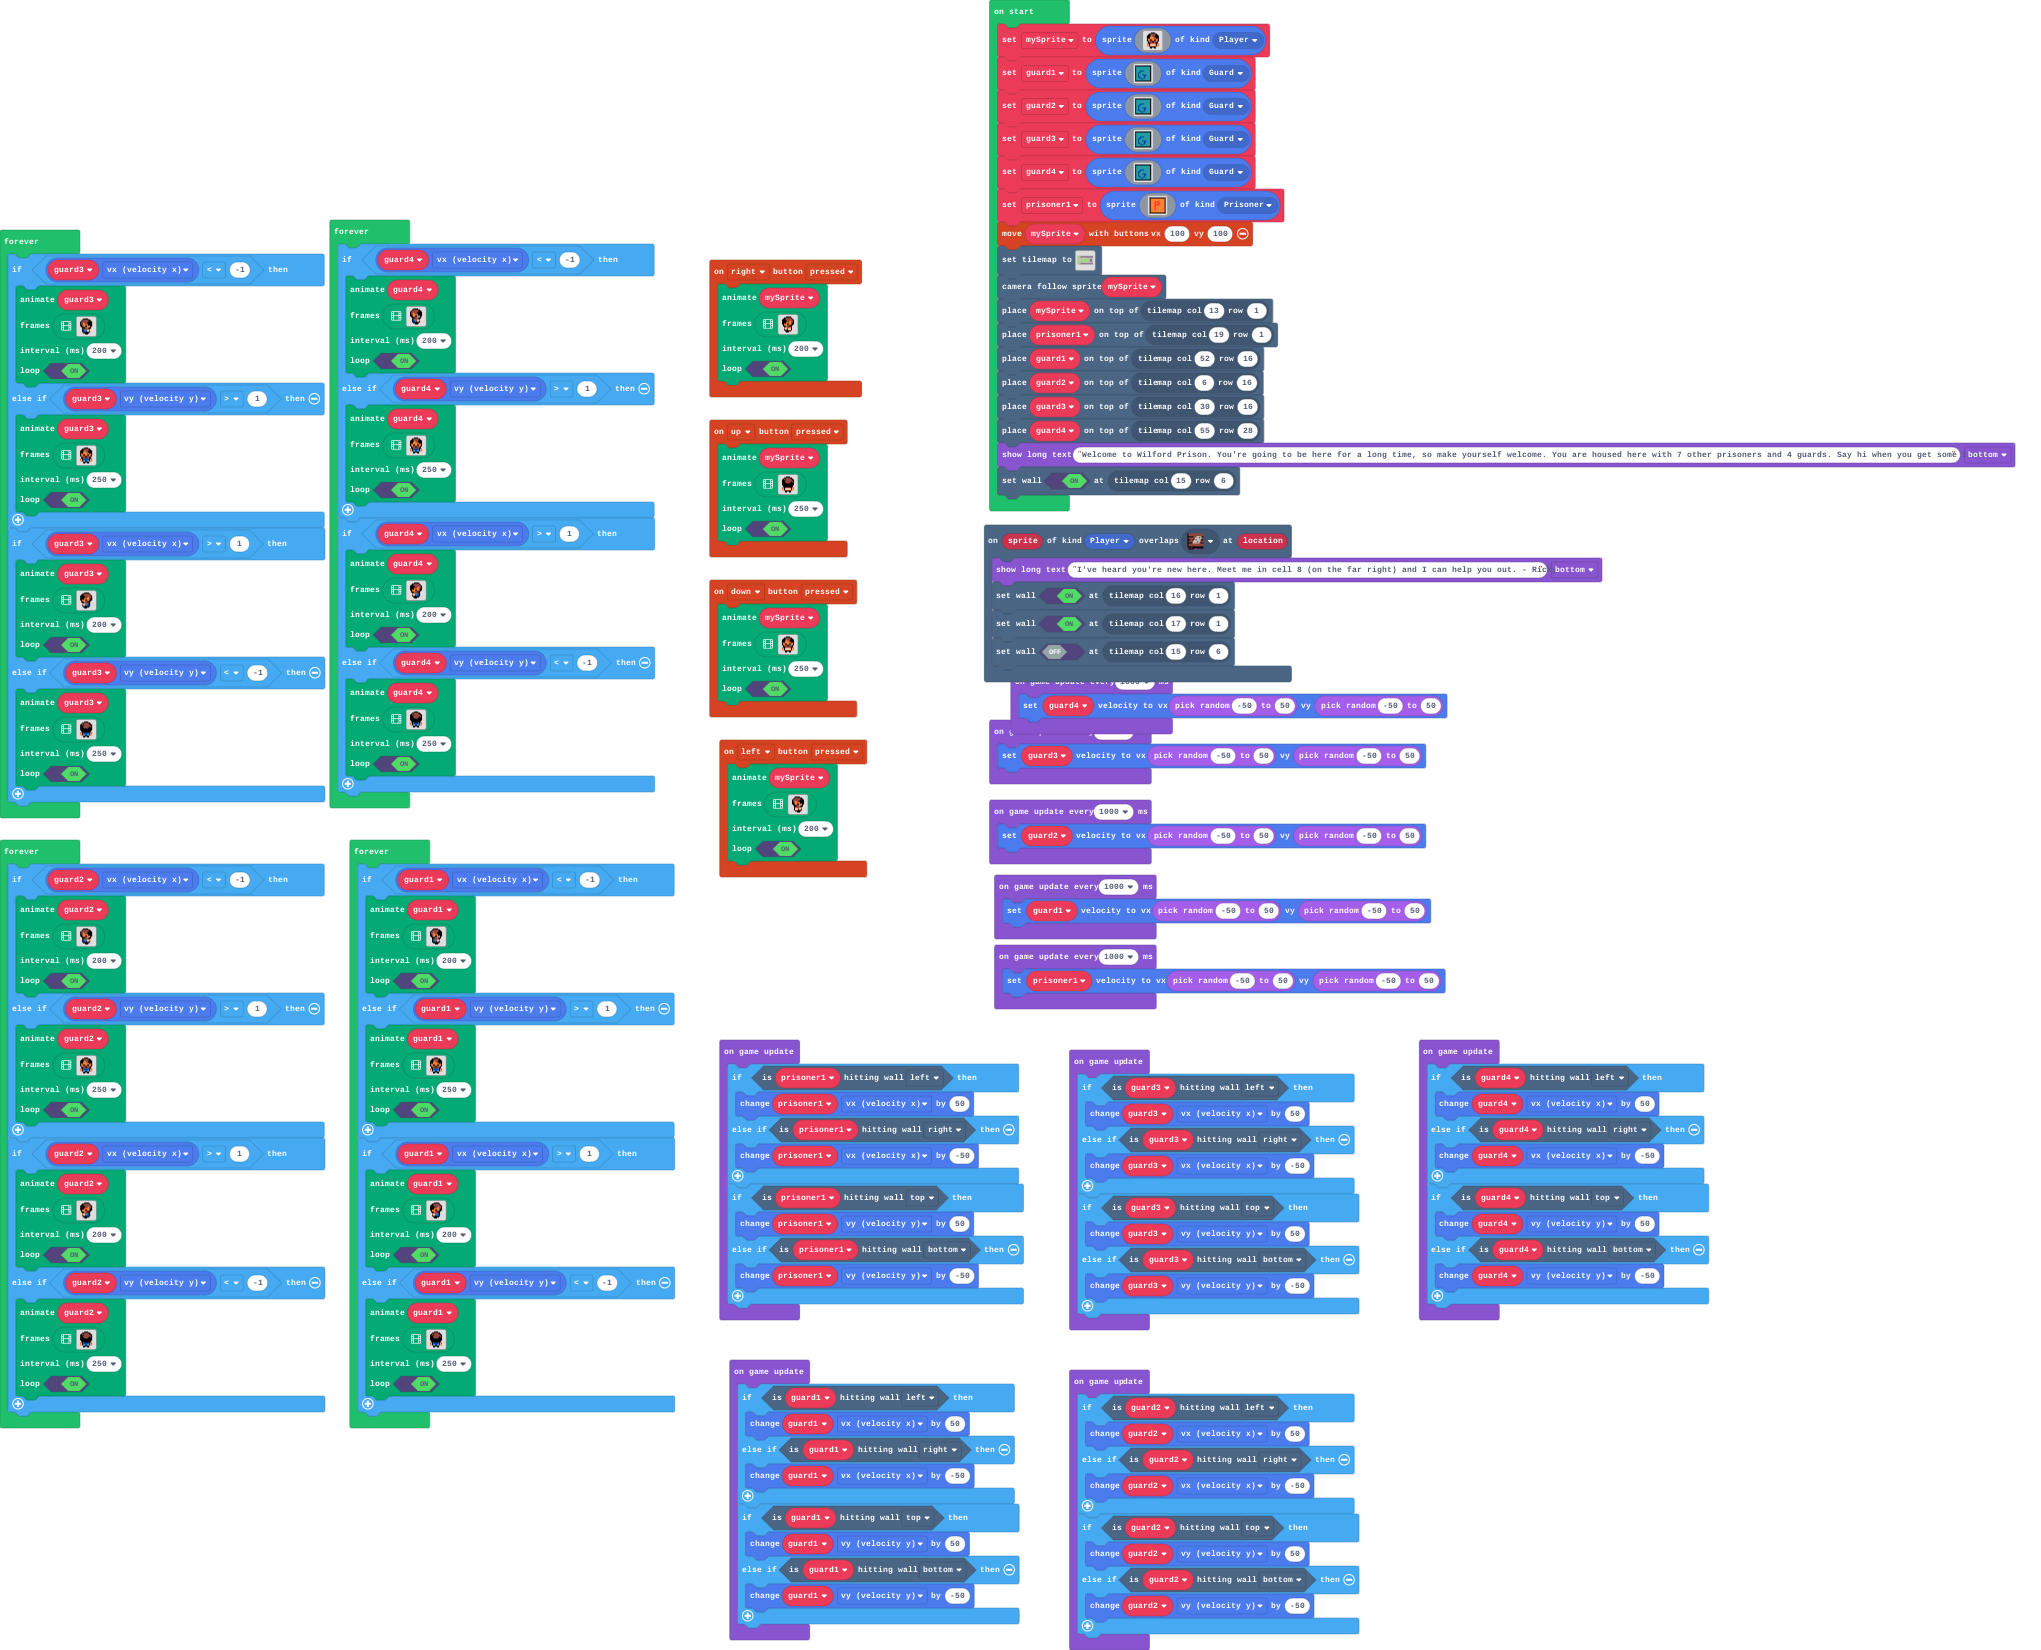 on start
set mySprite to sprite of kind Player
set guard1 to sprite of kind Guard
set guard2 to sprite of kind Guard
set guard3 to sprite of kind Guard
set guard4 to sprite of kind Guard
set prisoner1 to sprite of kind Prisoner
move mySprite with buttons vx 100 vy 100
set tilemap to
camera follow sprite mySprite
place mySprite on top of tilemap col 13 row 1
place prisoner1 on top of tilemap col 19 row 1
place guard1 on top of tilemap col 52 row 16
place guard2 on top of tilemap col 6 row 16
place guard3 on top of tilemap col 30 row 16
place guard4 on top of tilemap col 55 row 28
show long text "Welcome to Wilford Prison. You're going to be here for a long time, so make yourself welcome. You are housed here with 7 other prisoners and 4 guards. Say hi when you get some bottom
set wall ON at tilemap col 15 row 6
forever
if guard3 vx (velocity x) < -1 then
animate guard3
frames
interval (ms) 200
loop ON
else if guard3 vy (velocity y) > 1 then
animate guard3
frames
interval (ms) 250
loop ON
if guard3 vx (velocity x) > 1 then
animate guard3
frames
interval (ms) 200
loop ON
else if guard3 vy (velocity y) < -1 then
animate guard3
frames
interval (ms) 250
loop ON
forever
if guard4 vx (velocity x) < -1 then
animate guard4
frames
interval (ms) 200
loop ON
else if guard4 vy (velocity y) > 1 then
animate guard4
frames
interval (ms) 250
loop ON
if guard4 vx (velocity x) > 1 then
animate guard4
frames
interval (ms) 200
loop ON
else if guard4 vy (velocity y) < -1 then
animate guard4
frames
interval (ms) 250
loop ON
on right button pressed
animate mySprite
frames
interval (ms) 200
loop ON
on up button pressed
animate mySprite
frames
interval (ms) 250
loop ON
on down button pressed
animate mySprite
frames
interval (ms) 250
loop ON
on left button pressed
animate mySprite
frames
interval (ms) 200
loop ON
on sprite of kind Player overlaps at location
show long text "I've heard you're new here. Meet me in cell 8 (on the far right) and I can help you out. - Rick bottom
set wall ON at tilemap col 16 row 1
set wall ON at tilemap col 17 row 1
set wall OFF at tilemap col 15 row 6
on game update every 1000 ms
set guard4 velocity to vx pick random -50 to 50 vy pick random -50 to 50
on g
set guard3 velocity to vx pick random -50 to 50 vy pick random -50 to 50
on game update every 1000 ms
set guard2 velocity to vx pick random -50 to 50 vy pick random -50 to 50
on game update every 1000 ms
set guard1 velocity to vx pick random -50 to 50 vy pick random -50 to 50
on game update every 1000 ms
set prisoner1 velocity to vx pick random -50 to 50 vy pick random -50 to 50
forever
if guard2 vx (velocity x) < -1 then
animate guard2
frames
interval (ms) 200
loop ON
else if guard2 vy (velocity y) > 1 then
animate guard2
frames
interval (ms) 250
loop ON
if guard2 vx (velocity x) > 1 then
animate guard2
frames
interval (ms) 200
loop ON
else if guard2 vy (velocity y) < -1 then
animate guard2
frames
interval (ms) 250
loop ON
forever
if guard1 vx (velocity x) < -1 then
animate guard1
frames
interval (ms) 200
loop ON
else if guard1 vy (velocity y) > 1 then
animate guard1
frames
interval (ms) 250
loop ON
if guard1 vx (velocity x) > 1 then
animate guard1
frames
interval (ms) 200
loop ON
else if guard1 vy (velocity y) < -1 then
animate guard1
frames
interval (ms) 250
loop ON
on game update
if is prisoner1 hitting wall left then
change prisoner1 vx (velocity x) by 50
else if is prisoner1 hitting wall right then
change prisoner1 vx (velocity x) by -50
if is prisoner1 hitting wall top then
change prisoner1 vy (velocity y) by 50
else if is prisoner1 hitting wall bottom then
change prisoner1 vy (velocity y) by -50
on game update
if is guard3 hitting wall left then
change guard3 vx (velocity x) by 50
else if is guard3 hitting wall right then
change guard3 vx (velocity x) by -50
if is guard3 hitting wall top then
change guard3 vy (velocity y) by 50
else if is guard3 hitting wall bottom then
change guard3 vy (velocity y) by -50
on game update
if is guard4 hitting wall left then
change guard4 vx (velocity x) by 50
else if is guard4 hitting wall right then
change guard4 vx (velocity x) by -50
if is guard4 hitting wall top then
change guard4 vy (velocity y) by 50
else if is guard4 hitting wall bottom then
change guard4 vy (velocity y) by -50
on game update
if is guard1 hitting wall left then
change guard1 vx (velocity x) by 50
else if is guard1 hitting wall right then
change guard1 vx (velocity x) by -50
if is guard1 hitting wall top then
change guard1 vy (velocity y) by 50
else if is guard1 hitting wall bottom then
change guard1 vy (velocity y) by -50
on game update
if is guard2 hitting wall left then
change guard2 vx (velocity x) by 50
else if is guard2 hitting wall right then
change guard2 vx (velocity x) by -50
if is guard2 hitting wall top then
change guard2 vy (velocity y) by 50
else if is guard2 hitting wall bottom then
change guard2 vy (velocity y) by -50